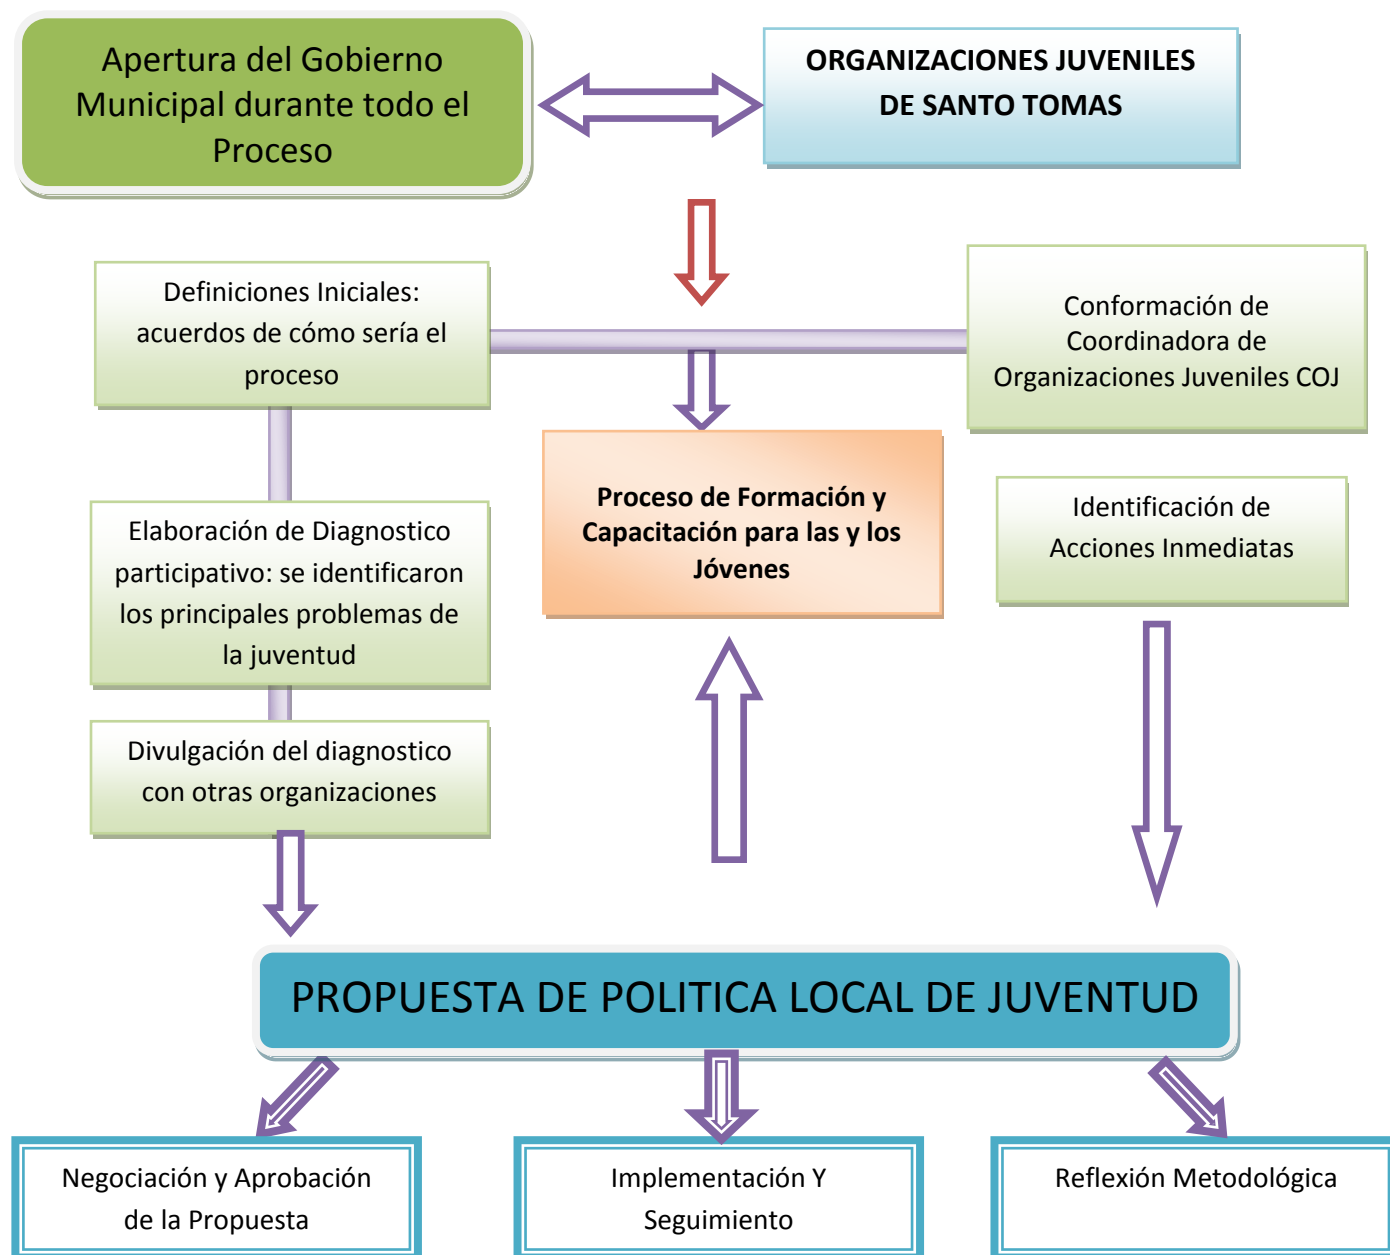 Apertura del Gobierno
Municipal durante todo el
Proceso
ORGANIZACIONES JUVENILES
DE SANTO TOMAS
Definiciones Iniciales:
acuerdos de cómo sería el
proceso
Conformación de
Coordinadora de
Organizaciones Juveniles COJ
Proceso de Formación y
Capacitación para las y los
Jóvenes
Identificación de
Acciones Inmediatas
Elaboración de Diagnostico
participativo: se identificaron
los principales problemas de
la juventud
Divulgación del diagnostico
con otras organizaciones
PROPUESTA DE POLITICA LOCAL DE JUVENTUD
Negociación y Aprobación
de la Propuesta
Implementación Y
Seguimiento
Reflexión Metodológica